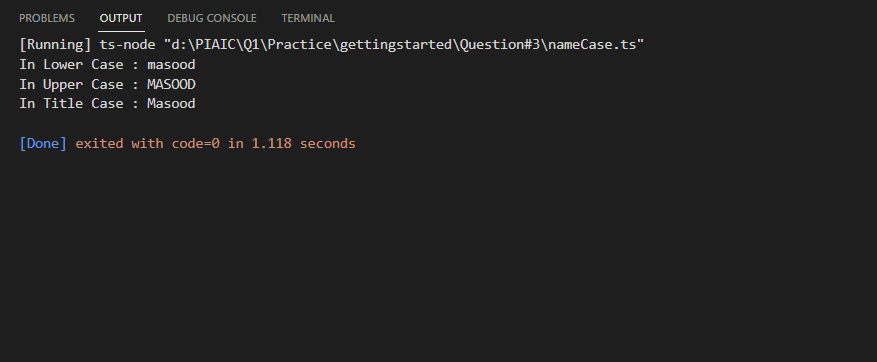 PROBLEMS OUTPUT DEBUG CONSOLE TERMINAL
[Running] ts-node "d:\PIAIC\Q1\Practice\gettingstarted\Question#3\nameCase.ts"
In Lower Case : masood
In Upper Case : MASOOD
In Title Case : Masood
[Done] exited with code=0 in 1.118 seconds